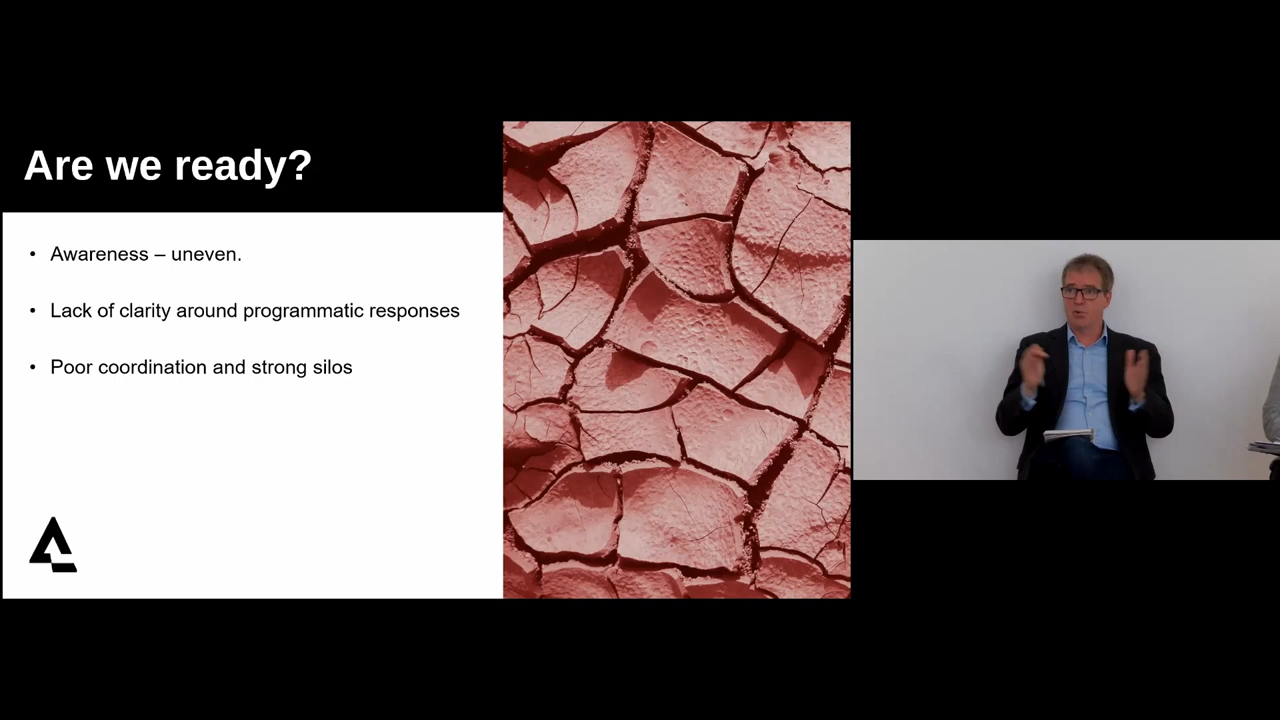 Are we ready?
• Awareness – uneven.
• Lack of clarity around programmatic responses
• Poor coordination and strong silos